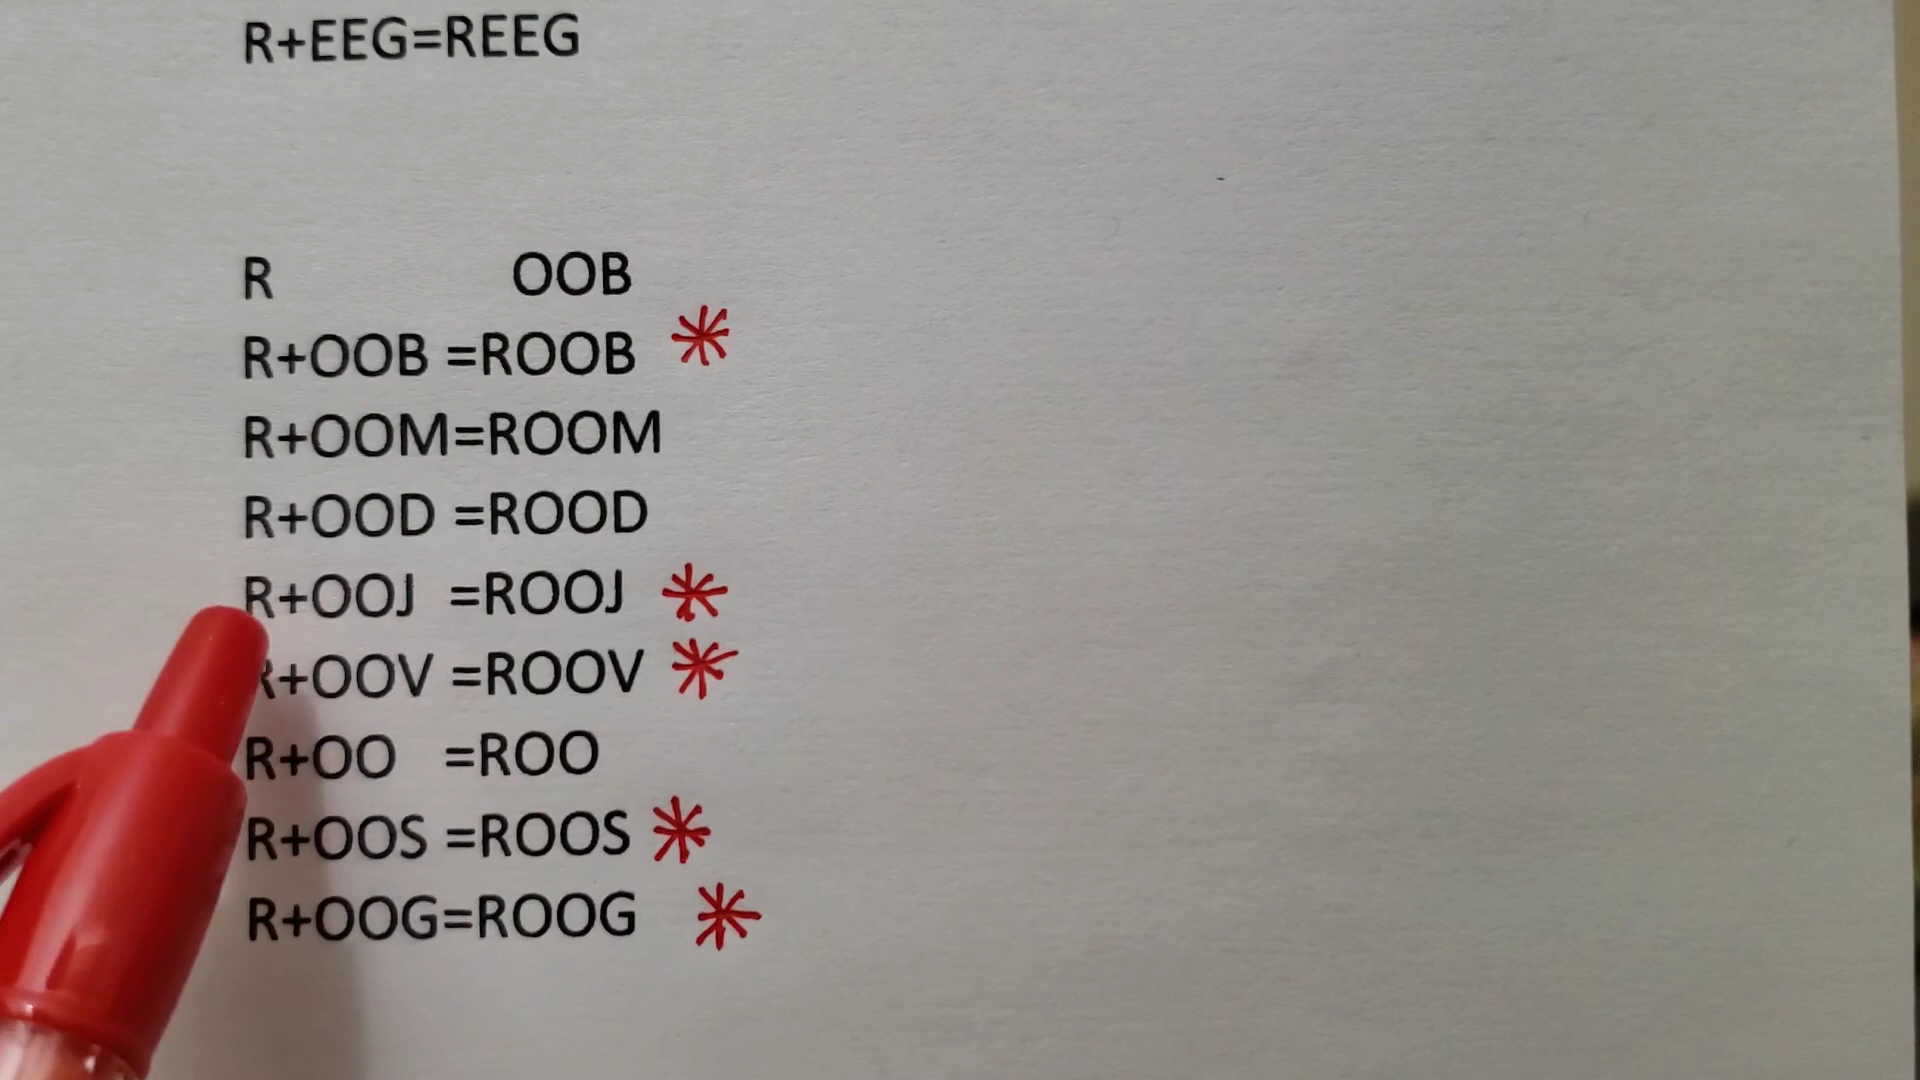 R+EEG=REEG
R OOB
R+OOB =ROOB *
R+OOM=ROOM
R+OOD =ROOD
R+OOJ =ROOJ *
R+OOV =ROOV *
R+OO =ROO
R+OOS =ROOS *
R+OOG=ROOG *